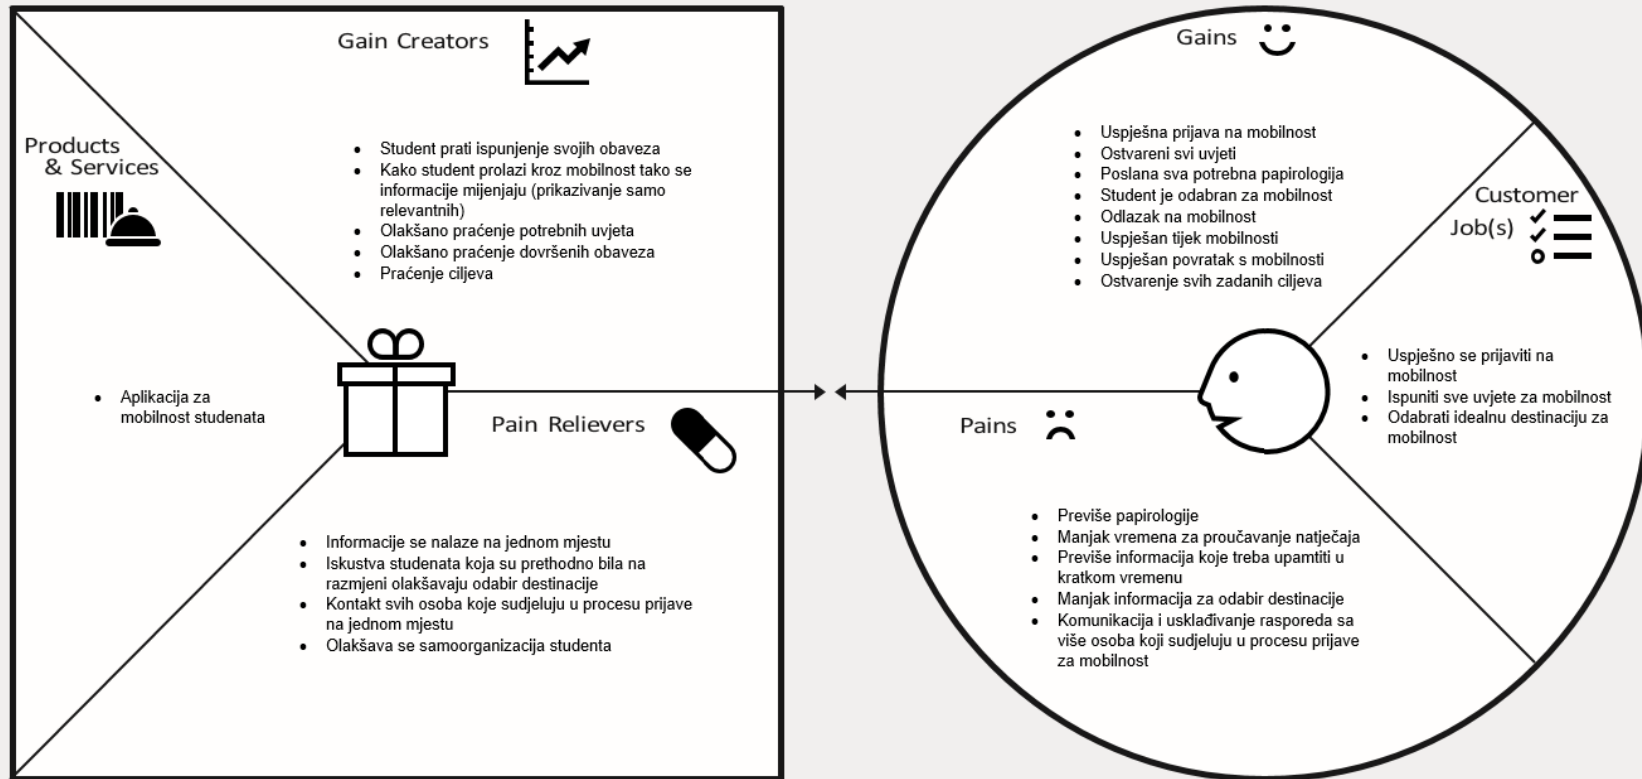 Gain Creators
Products
& Services
• Student prati ispunjenje svojih obaveza
• Kako student prolazi kroz mobilnost tako se
informacije mijenjaju (prikazivanje samo
relevantnih)
• Olakšano praćenje potrebnih uvjeta
• Olakšano praćenje dovršenih obaveza
• Praćenje ciljeva
• Aplikacija za
mobilnost studenata
Pain Relievers
• Informacije se nalaze na jednom mjestu
• Iskustva studenata koja su prethodno bila na
razmjeni olakšavaju odabir destinacije
• Kontakt svih osoba koje sudjeluju u procesu prijave
na jednom mjestu
• Olakšava se samoorganizacija studenta
Gains
• Uspješna prijava na mobilnost
• Ostvareni svi uvjeti
• Poslana sva potrebna papirologija
• Student je odabran za mobilnost
• Odlazak na mobilnost
• Uspješan tijek mobilnosti
• Uspješan povratak s mobilnosti
• Ostvarenje svih zadanih ciljeva
Customer
Job(s)
• Uspješno se prijaviti na
mobilnost
• Ispuniti sve uvjete za mobilnost
• Odabrati idealnu destinaciju za
mobilnost
Pains
• Previše papirologije
• Manjak vremena za proučavanje natječaja
• Previše informacija koje treba upamtiti u
kratkom vremenu
• Manjak informacija za odabir destinacije
• Komunikacija i usklađivanje rasporeda sa
više osoba koji sudjeluju u procesu prijave
za mobilnost